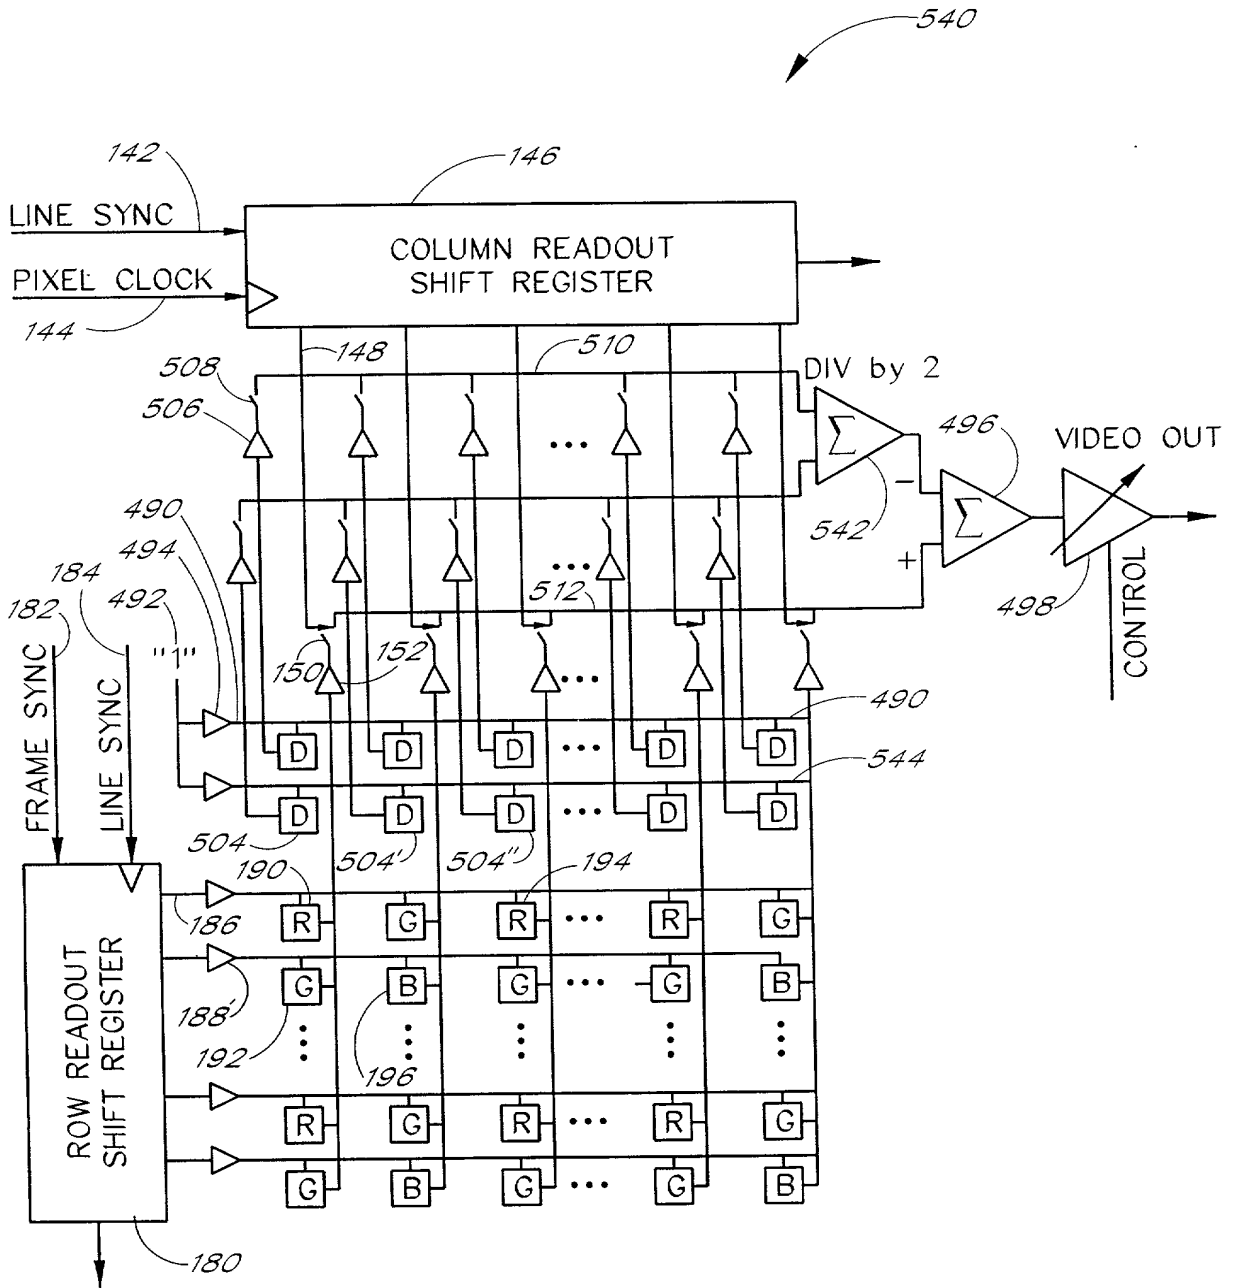 540
142
146
LINE SYNC
COLUMN READOUT
SHIFT REGISTER
PIXEL CLOCK
144
148
510
DIV by 2
508
506
Σ
496
VIDEO OUT
−
542
Σ
490
494
184
182
492
"1"
512
+
498
CONTROL
150
152
FRAME SYNC
LINE SYNC
490
D D D ... D D
544
D D D ... D D
504
504'
504"
190
194
186
R G R ... R G
188'
G B G ... G B
192
196
ROW READOUT
SHIFT REGISTER
R G R ... R G
G B G ... G B
180